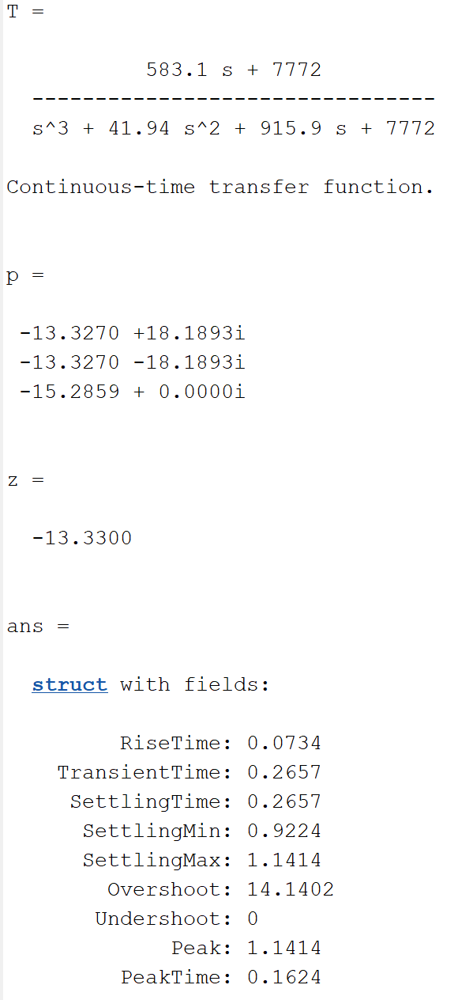 T =
583.1 s + 7772
--------------------------------
s^3 + 41.94 s^2 + 915.9 s + 7772
Continuous-time transfer function.
p =
-13.3270 +18.1893i
-13.3270 -18.1893i
-15.2859 + 0.0000i
z =
-13.3300
ans =
struct with fields:
RiseTime: 0.0734
TransientTime: 0.2657
SettlingTime: 0.2657
SettlingMin: 0.9224
SettlingMax: 1.1414
Overshoot: 14.1402
Undershoot: 0
Peak: 1.1414
PeakTime: 0.1624